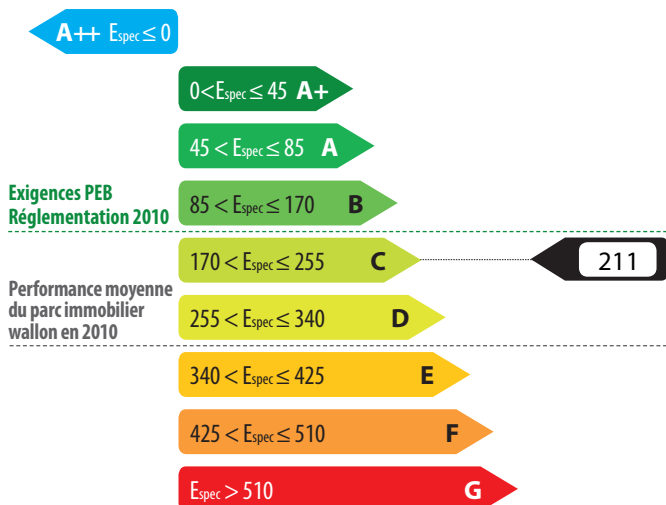 A++ Espec ≤ 0
0 < Espec ≤ 45 A+
45 < Espec ≤ 85 A
Exigences PEB
Réglementation 2010
85 < Espec ≤ 170 B
170 < Espec ≤ 255 C
211
Performance moyenne
du parc immobilier
wallon en 2010
255 < Espec ≤ 340 D
340 < Espec ≤ 425 E
425 < Espec ≤ 510 F
Espec > 510 G